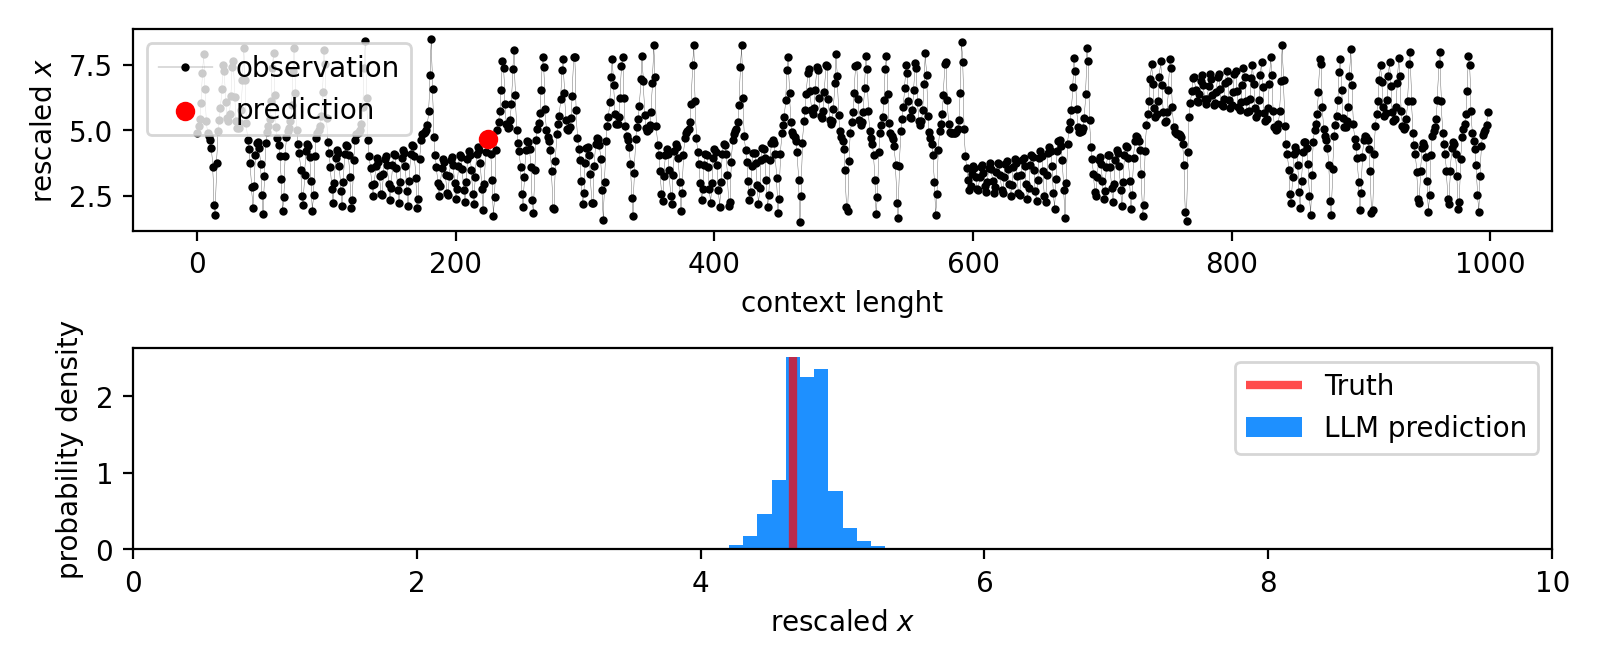 rescaled x
7.5
5.0
2.5
observation
prediction
0
200
400
600
800
1000
context lenght
probability density
2
1
0
Truth
LLM prediction
0
2
4
6
8
10
rescaled x